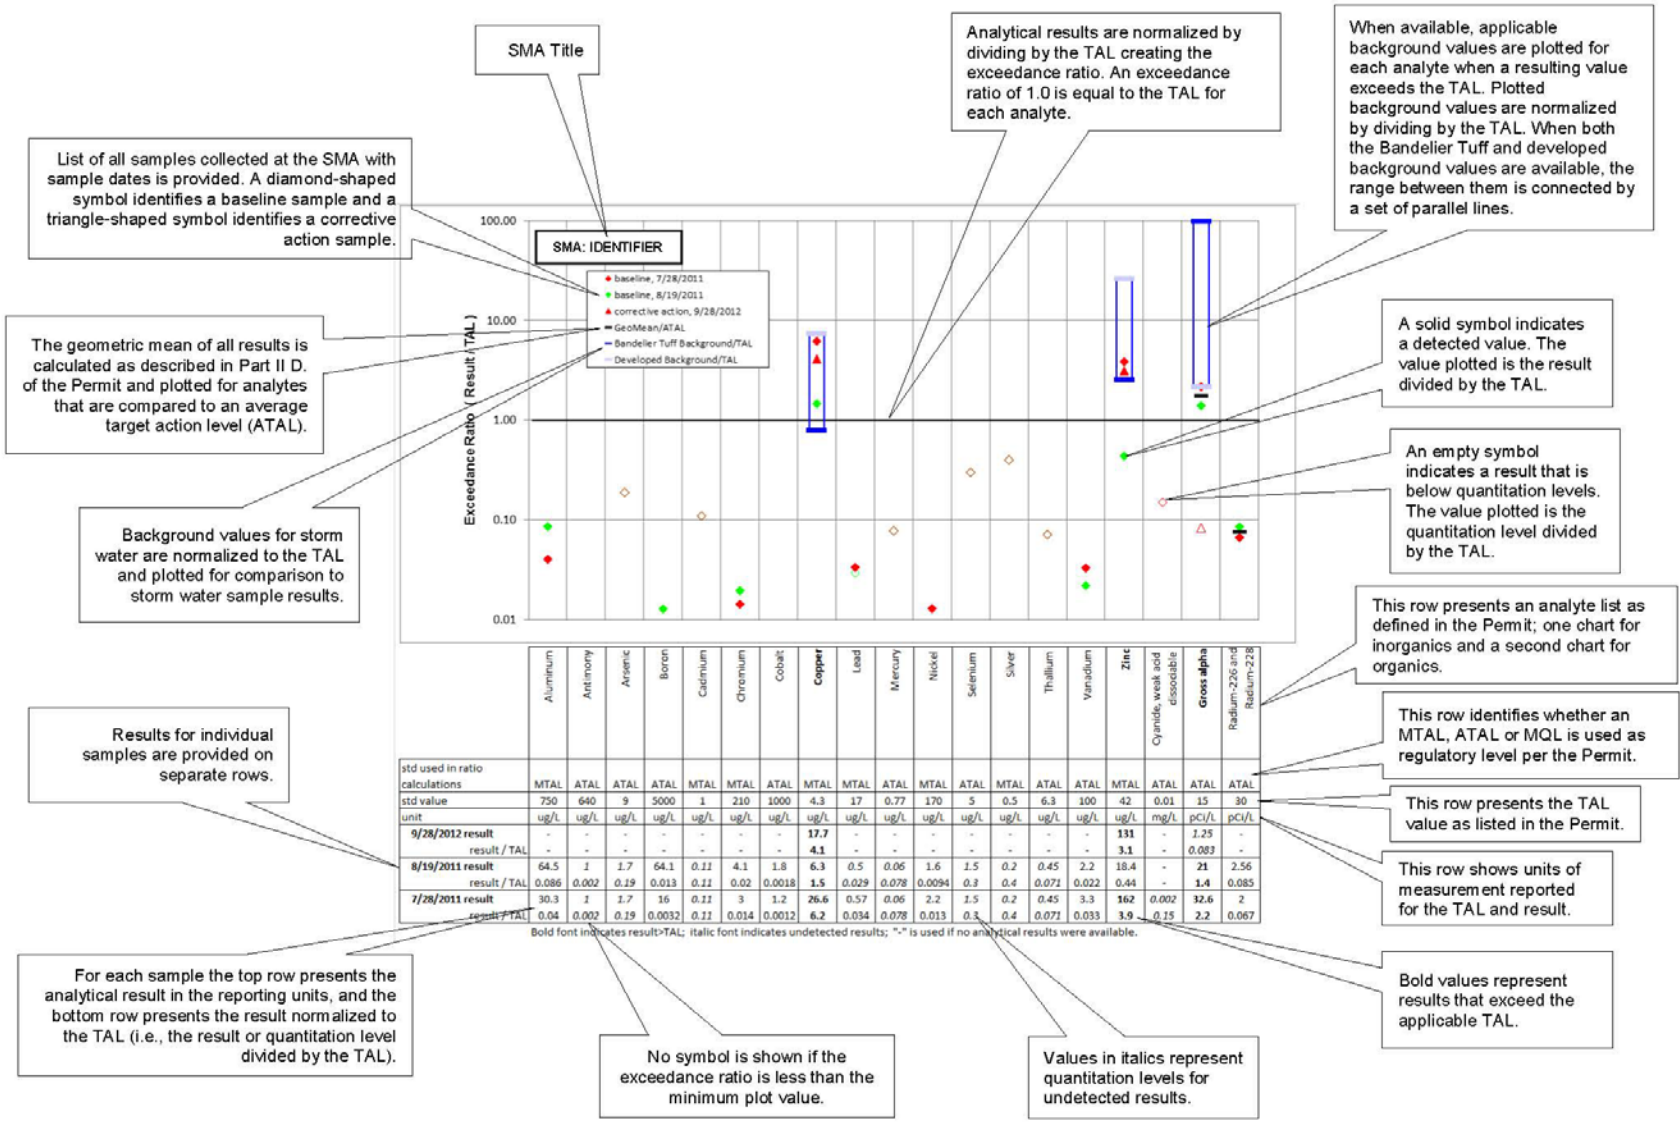 SMA Title
Analytical results are normalized by
dividing by the TAL creating the
exceedance ratio. An exceedance
ratio of 1.0 is equal to the TAL for
each analyte.
When available, applicable
background values are plotted for
each analyte when a resulting value
exceeds the TAL. Plotted
background values are normalized
by dividing by the TAL. When both
the Bandelier Tuff and developed
background values are available, the
range between them is connected by
a set of parallel lines.
List of all samples collected at the SMA with
sample dates is provided. A diamond-shaped
symbol identifies a baseline sample and a
triangle-shaped symbol identifies a corrective
action sample.
The geometric mean of all results is
calculated as described in Part II D.
of the Permit and plotted for analytes
that are compared to an average
target action level (ATAL).
Background values for storm
water are normalized to the TAL
and plotted for comparison to
storm water sample results.
Exceedance Ratio ( Result / TAL )
100.00
10.00
1.00
0.10
0.01
SMA: IDENTIFIER
baseline, 7/28/2011
baseline, 8/19/2011
corrective action, 9/28/2012
GeoMean/ATAL
Bandelier Tuff Background/TAL
Developed Background/TAL
A solid symbol indicates
a detected value. The
value plotted is the result
divided by the TAL.
An empty symbol
indicates a result that is
below quantitation levels.
The value plotted is the
quantitation level divided
by the TAL.
This row presents an analyte list as
defined in the Permit; one chart for
inorganics and a second chart for
organics.
This row identifies whether an
MTAL, ATAL or MQL is used as
regulatory level per the Permit.
This row presents the TAL
value as listed in the Permit.
This row shows units of
measurement reported
for the TAL and result.
Bold values represent
results that exceed the
applicable TAL.
Results for individual
samples are provided on
separate rows.
Aluminum
Antimony
Arsenic
Boron
Cadmium
Chromium
Cobalt
Copper
Lead
Mercury
Nickel
Selenium
Silver
Thallium
Vanadium
Zinc
Cyanide, weak acid
dissociable
Gross alpha
Radium-226 and
Radium-228
std used in ratio
calculations MTAL ATAL ATAL ATAL MTAL MTAL ATAL MTAL MTAL ATAL MTAL ATAL MTAL ATAL ATAL MTAL ATAL ATAL ATAL
std value 750 640 9 5000 1 210 1000 4.3 17 0.77 170 5 0.5 6.3 100 42 0.01 15 30
unit ug/L ug/L ug/L ug/L ug/L ug/L ug/L ug/L ug/L ug/L ug/L ug/L ug/L ug/L ug/L ug/L mg/L pCi/L pCi/L
9/28/2012 result - - - - - - - 17.7 - - - - - - - 131 - 1.25 -
result / TAL - - - - - - - 4.1 - - - - - - - 3.1 - 0.083 -
8/19/2011 result 64.5 1 1.7 64.1 0.11 4.1 1.8 6.3 0.5 0.06 1.6 1.5 0.2 0.45 2.2 18.4 - 21 2.56
result / TAL 0.086 0.002 0.19 0.013 0.11 0.02 0.0018 1.5 0.029 0.078 0.0094 0.3 0.4 0.071 0.022 0.44 - 1.4 0.085
7/28/2011 result 30.3 1 1.7 16 0.11 3 1.2 26.6 0.57 0.06 2.2 1.5 0.2 0.45 3.3 162 0.002 32.6 2
result / TAL 0.04 0.002 0.19 0.0032 0.11 0.014 0.0012 6.2 0.034 0.078 0.013 0.3 0.4 0.071 0.033 3.9 0.15 2.2 0.067
Bold font indicates result>TAL; italic font indicates undetected results; "-" is used if no analytical results were available.
For each sample the top row presents the
analytical result in the reporting units, and the
bottom row presents the result normalized to
the TAL (i.e., the result or quantitation level
divided by the TAL).
No symbol is shown if the
exceedance ratio is less than the
minimum plot value.
Values in italics represent
quantitation levels for
undetected results.